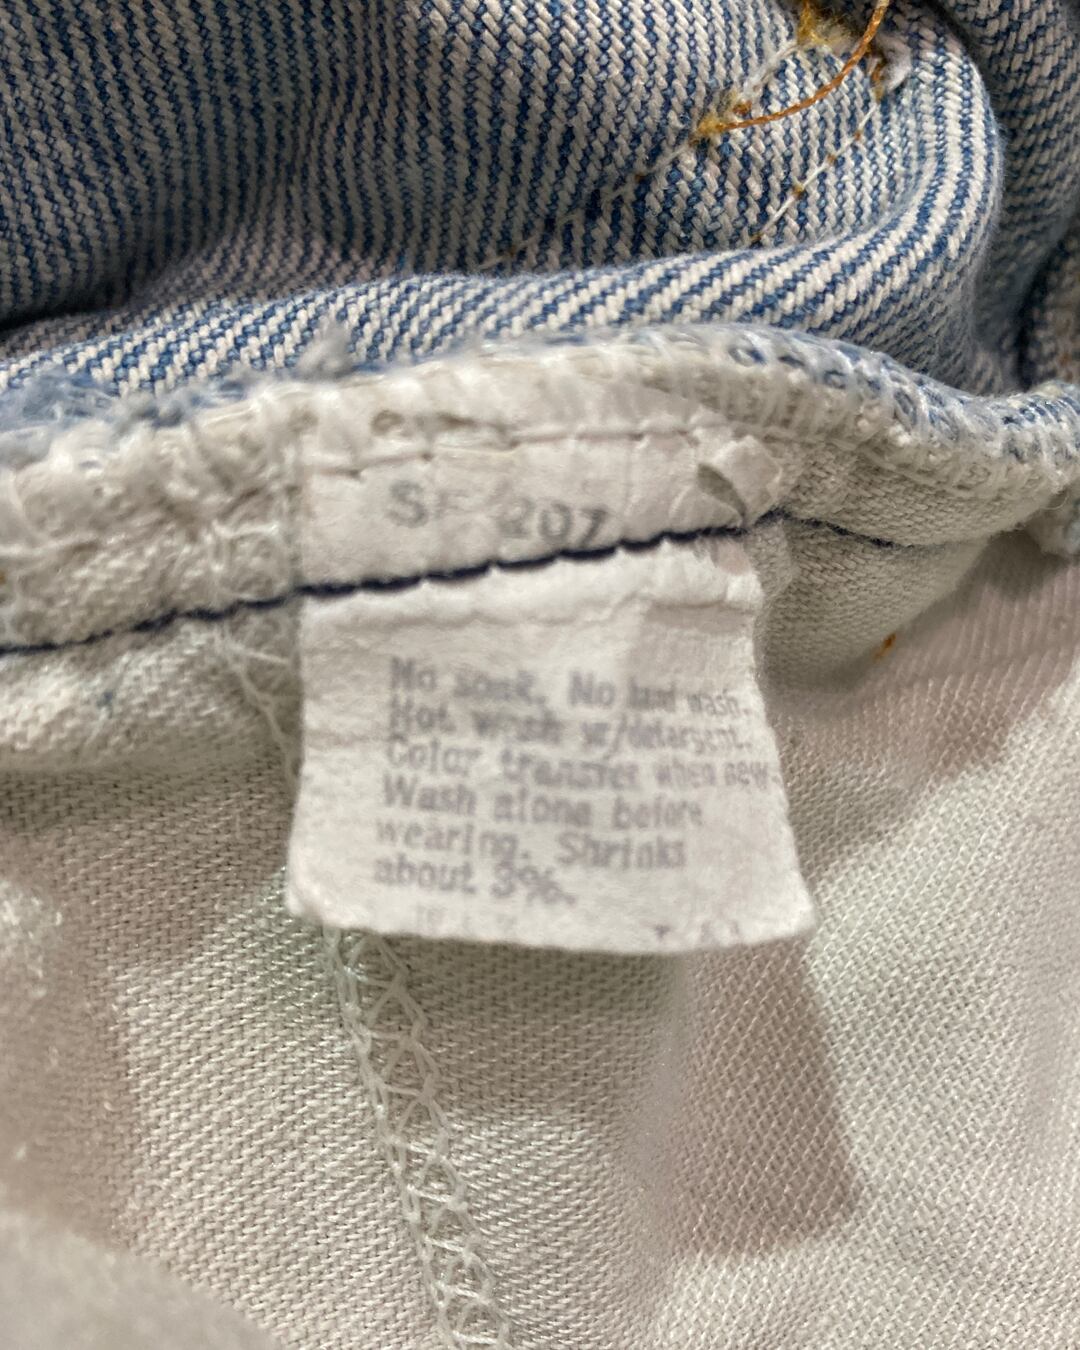 SF 207
No soak. No hand wash.
Hot wash w/detergent.
Color transfer when new.
Wash alone before
wearing. Shrinks
about 3%.